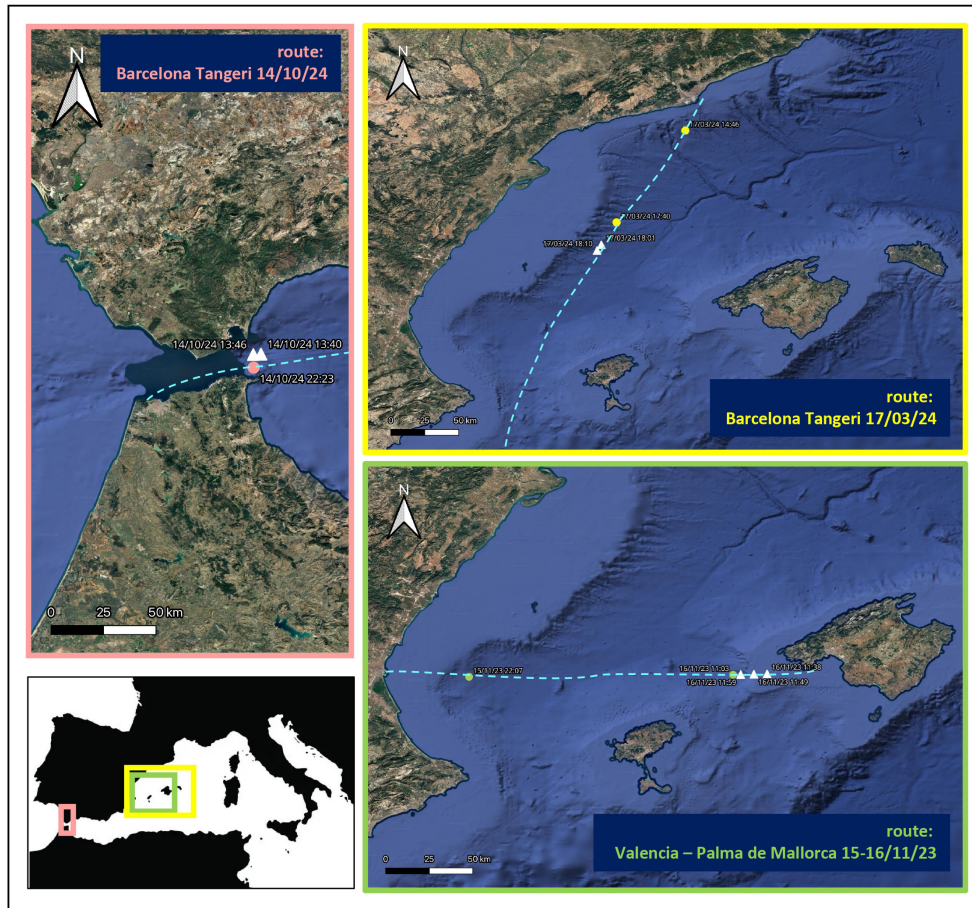 N
route:
Barcelona Tangeri 14/10/24
14/10/24 13:46
14/10/24 13:40
14/10/24 22:23
0 25 50 km
N
17/03/24 14:46
17/03/24 17:40
17/03/24 18:10
17/03/24 18:01
route:
Barcelona Tangeri 17/03/24
0 25 50 km
N
15/11/23 22:07
16/11/23 11:03
16/11/23 11:38
16/11/23 11:59
16/11/23 11:49
route:
Valencia – Palma de Mallorca 15-16/11/23
0 25 50 km